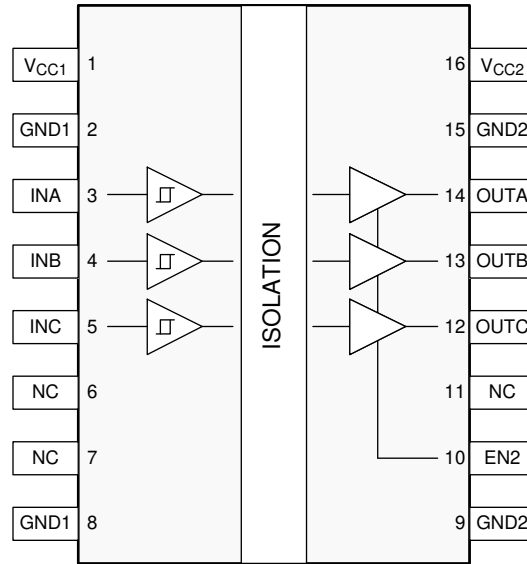 VCC1 1 16 VCC2
GND1 2 15 GND2
INA 3 14 OUTA
INB 4 13 OUTB
INC 5 12 OUTC
NC 6 11 NC
NC 7 10 EN2
GND1 8 9 GND2
ISOLATION